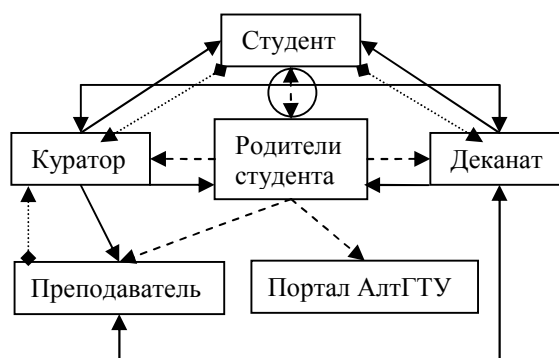 Студент
Куратор
Родители
студента
Деканат
Преподаватель
Портал АлтГТУ